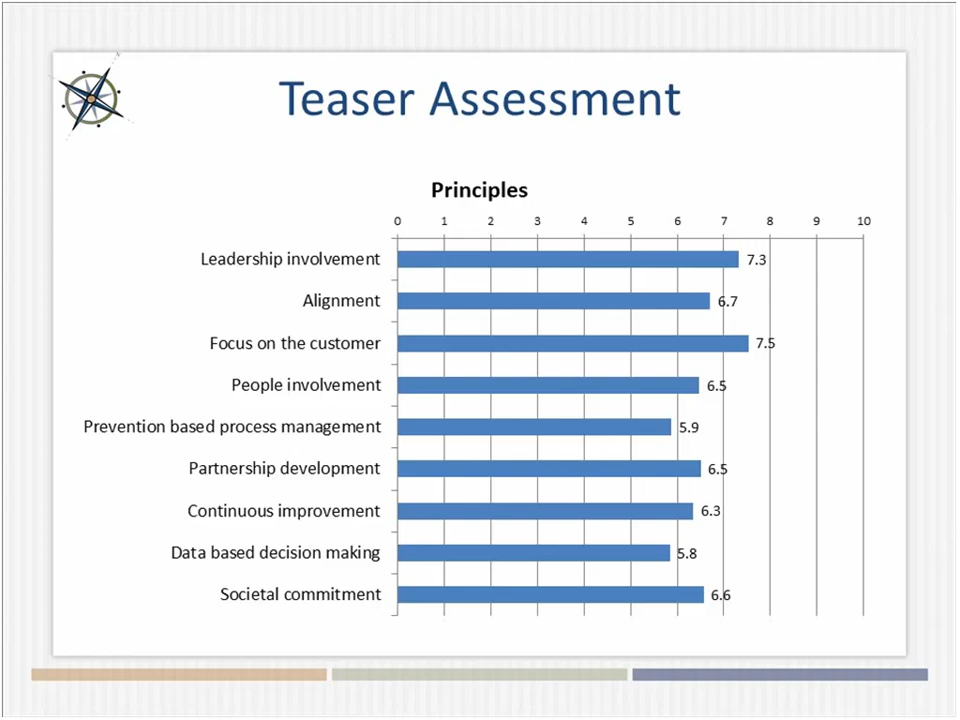 Teaser Assessment
Principles
0 1 2 3 4 5 6 7 8 9 10
Leadership involvement 7.3
Alignment 6.7
Focus on the customer 7.5
People involvement 6.5
Prevention based process management 5.9
Partnership development 6.5
Continuous improvement 6.3
Data based decision making 5.8
Societal commitment 6.6